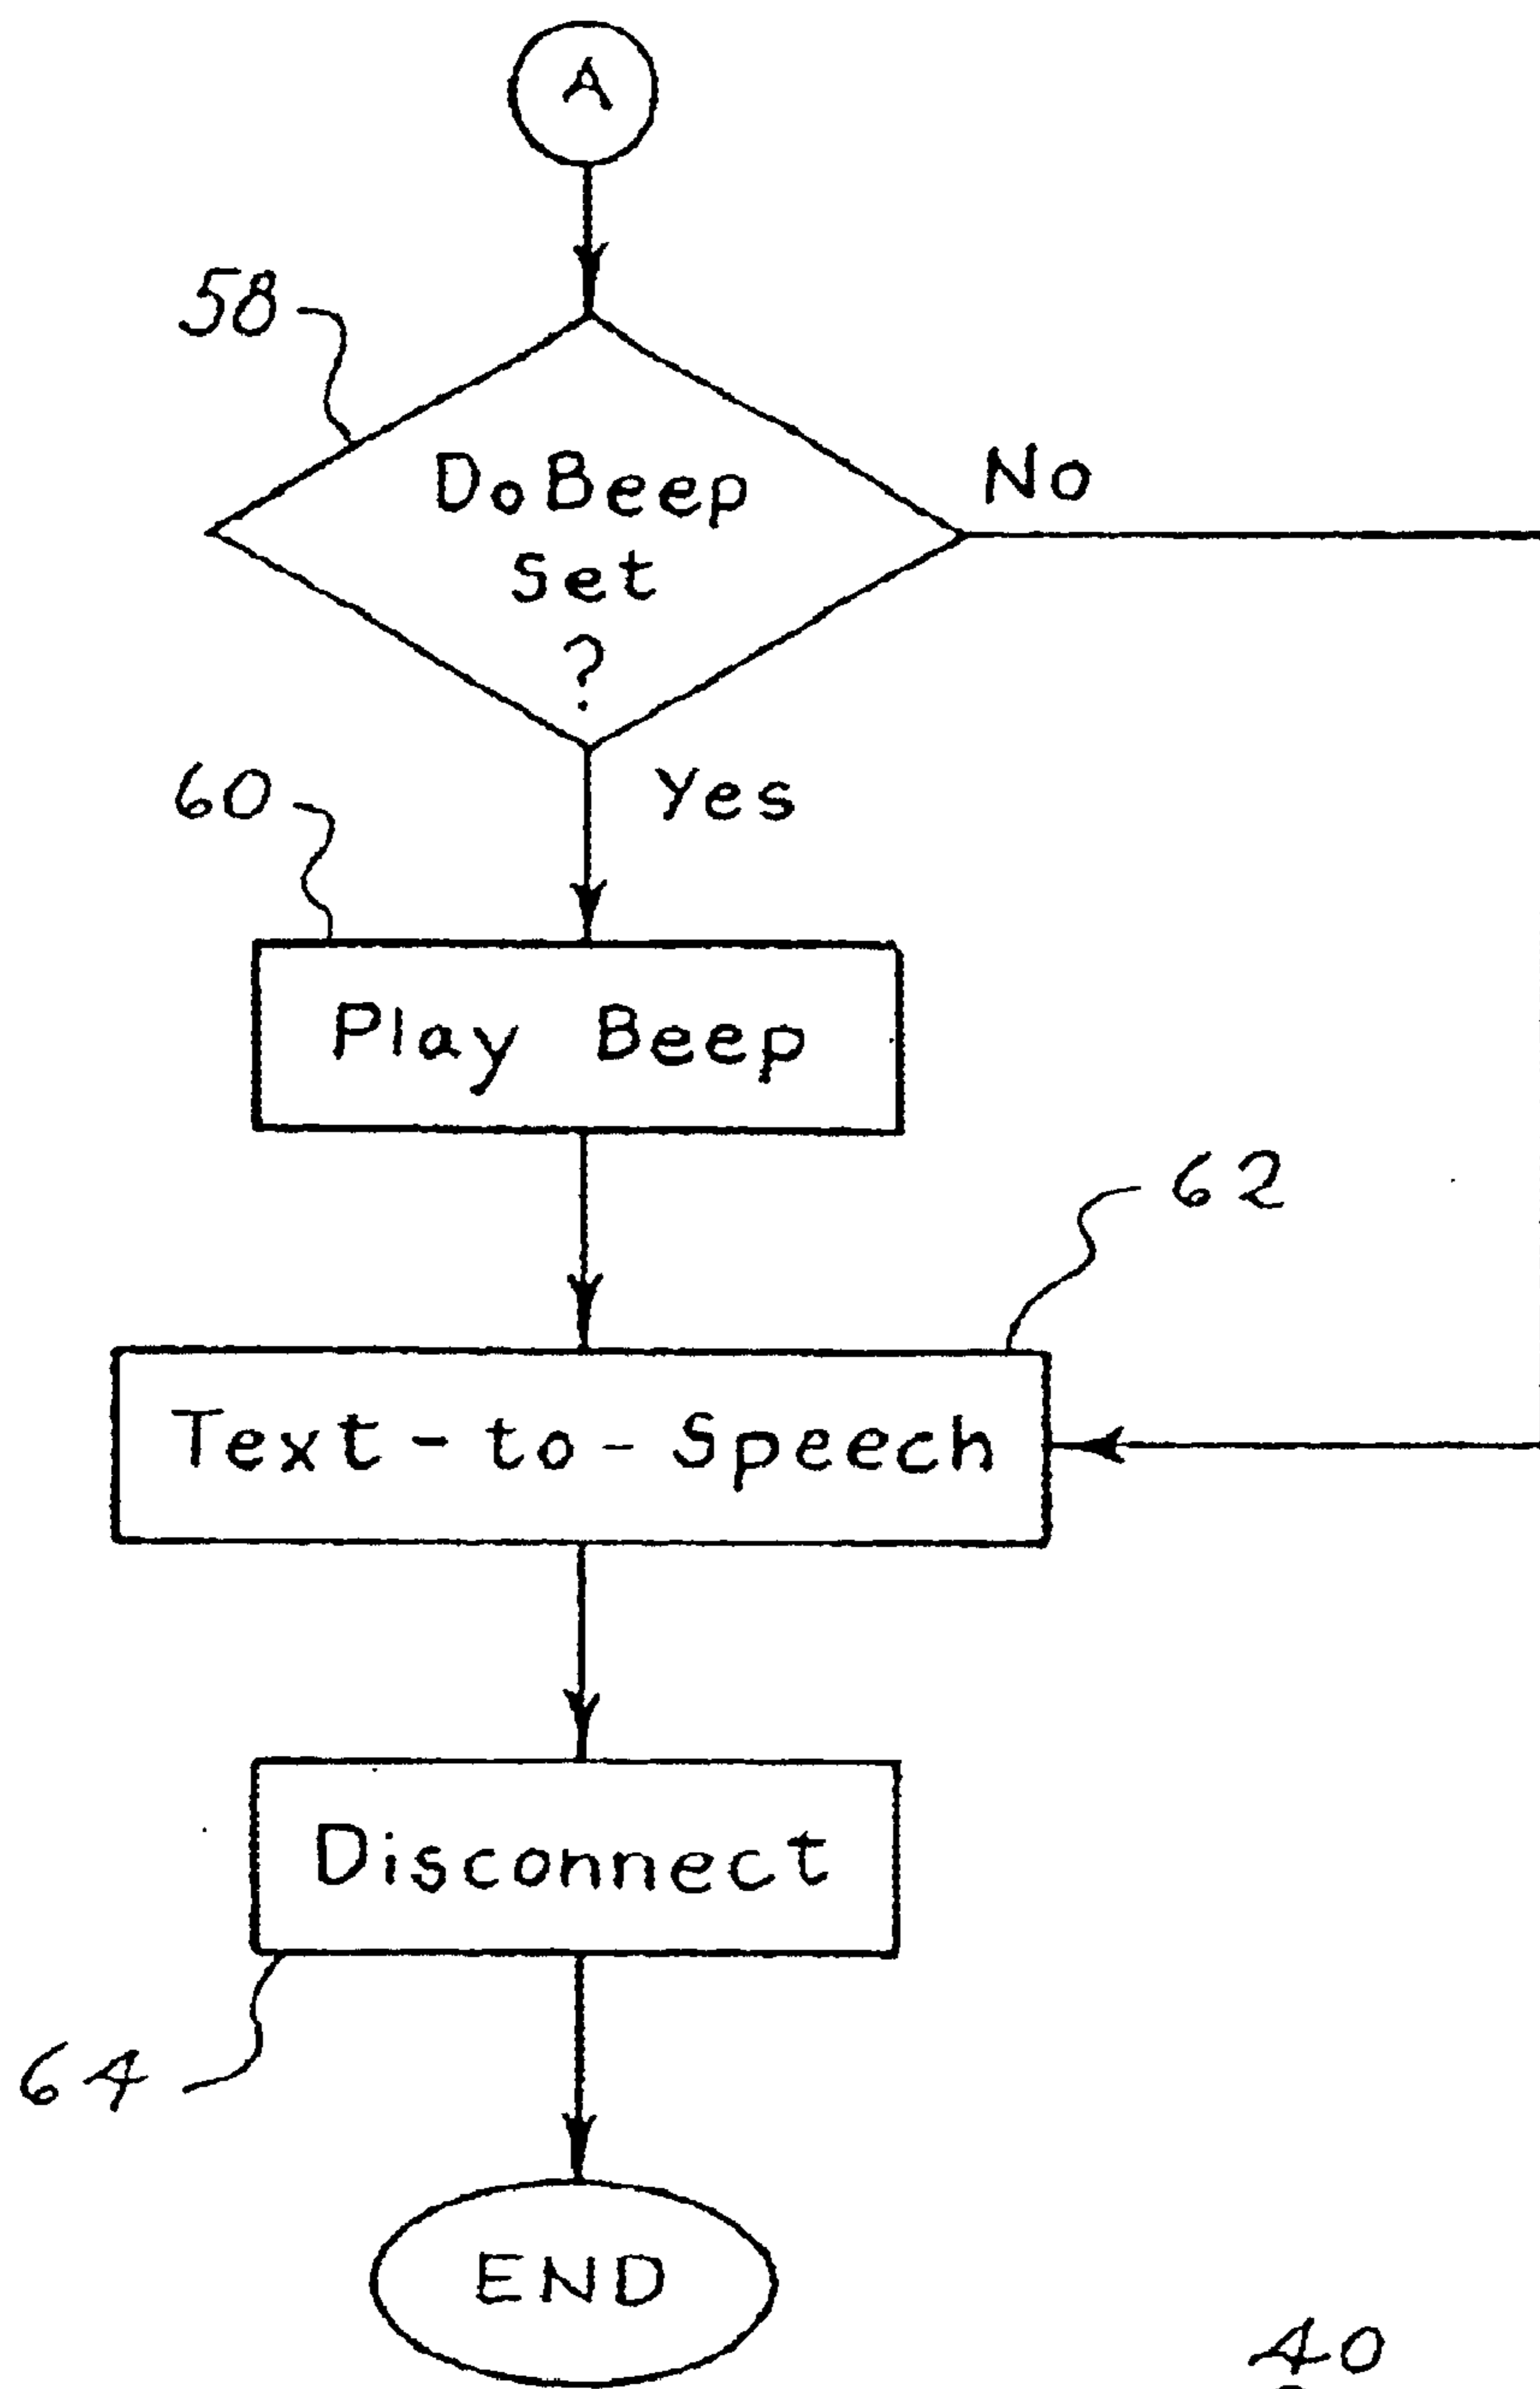 A
58
DoBeep
Set
?
No
Yes
60
Play Beep
62
Text-to-Speech
Disconnect
64
END
40